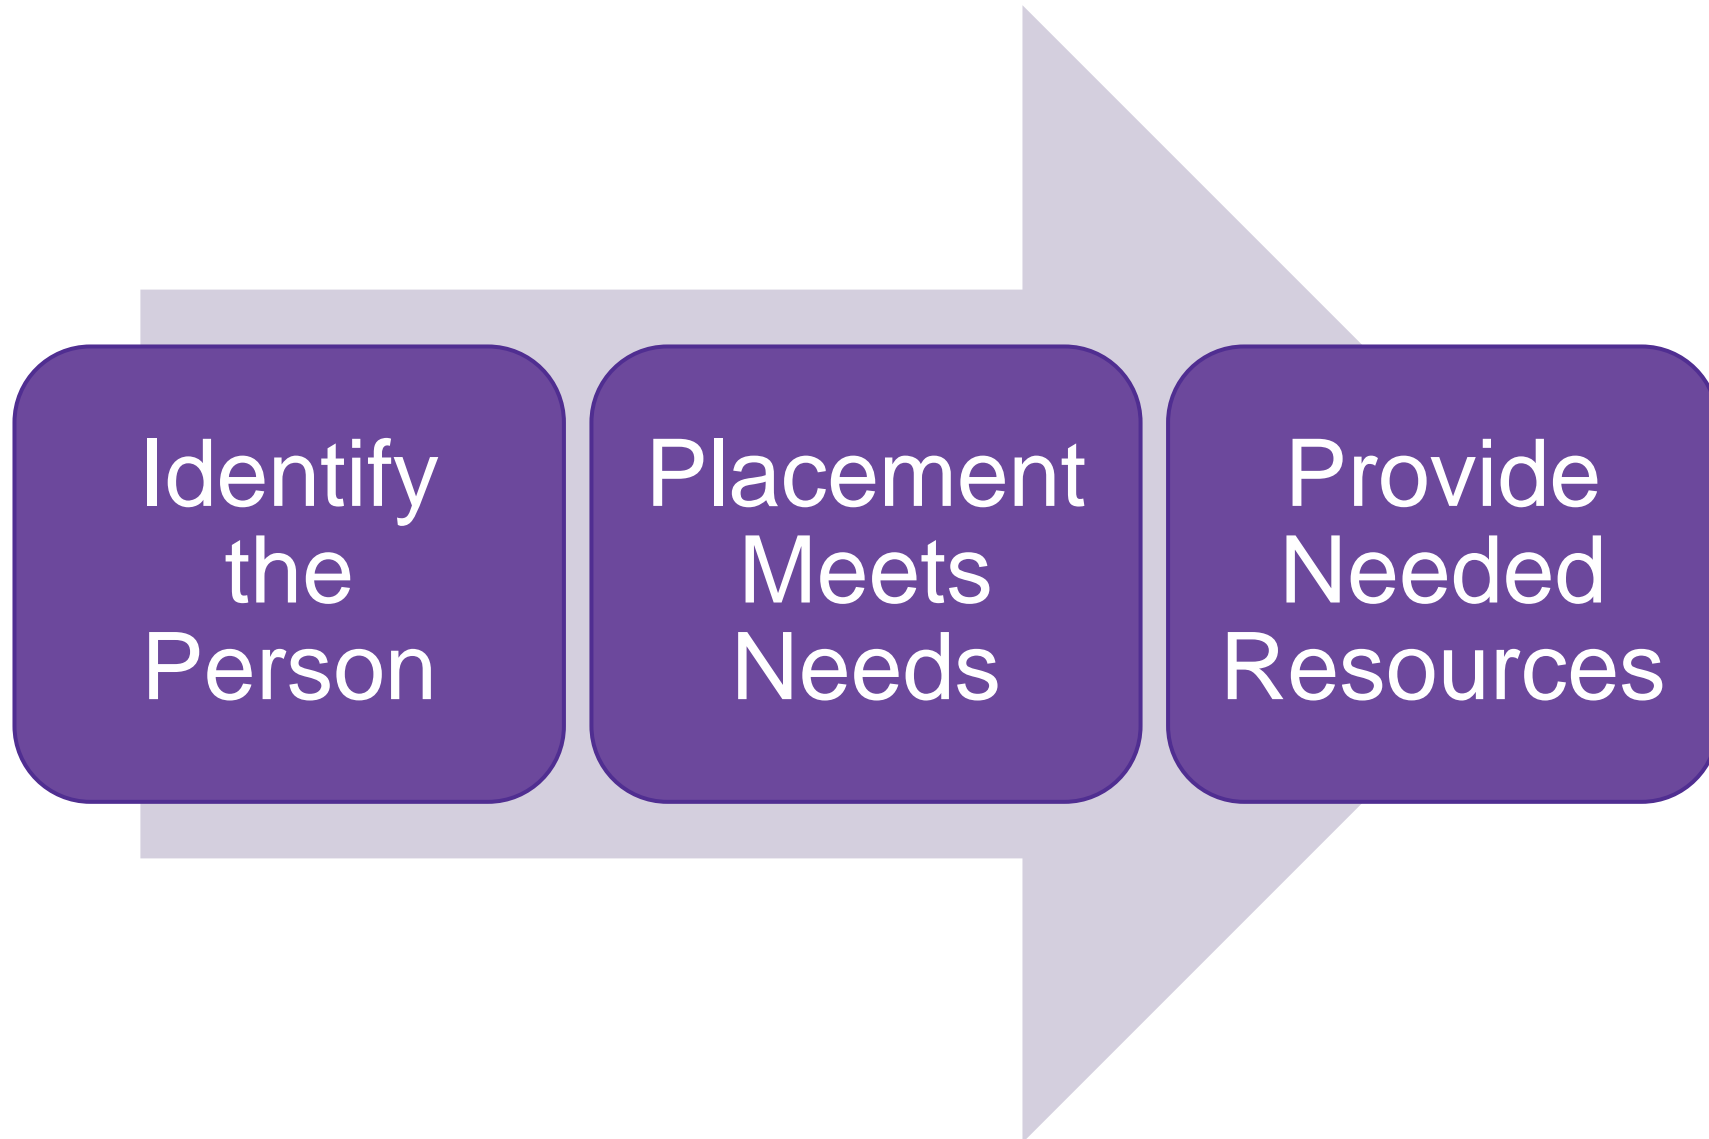 Identify
the
Person
Placement
Meets
Needs
Provide
Needed
Resources